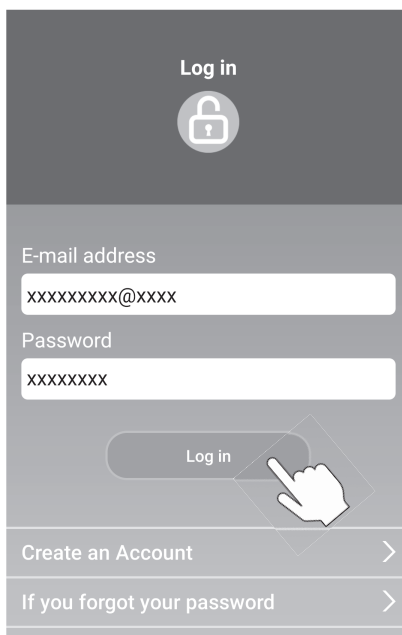 Log in
E-mail address
xxxxxxxxx@xxxx
Password
xxxxxxxx
Log in
Create an Account
If you forgot your password